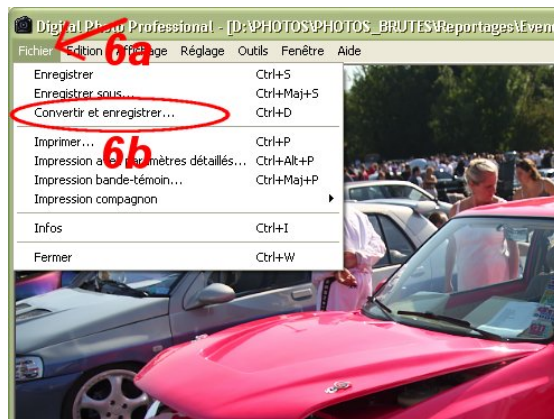 Digital Photo Professional - [D:\PHOTOS\PHOTOS_BRUTES\Reportages\Even
Fichier Edition Affichage Réglage Outils Fenêtre Aide
6a
Enregistrer Ctrl+S
Enregistrer sous... Ctrl+Maj+S
Convertir et enregistrer... Ctrl+D
6b
Imprimer... Ctrl+P
Impression avec paramètres détaillés... Ctrl+Alt+P
Impression bande-témoin... Ctrl+Maj+P
Impression compagnon
Infos Ctrl+I
Fermer Ctrl+W